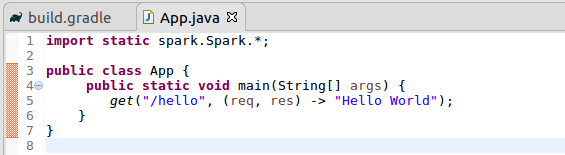 build.gradle App.java
1 import static spark.Spark.*;
2
3 public class App {
4 public static void main(String[] args) {
5 get("/hello", (req, res) -> "Hello World");
6 }
7 }
8